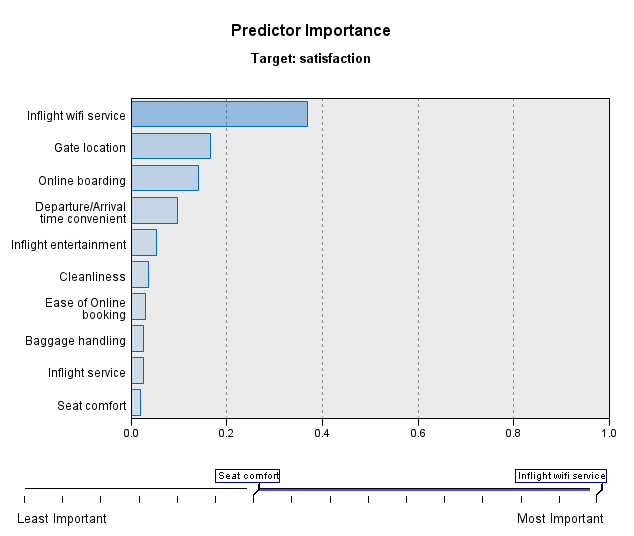 Predictor Importance
Target: satisfaction
Inflight wifi service
Gate location
Online boarding
Departure/Arrival
time convenient
Inflight entertainment
Cleanliness
Ease of Online
booking
Baggage handling
Inflight service
Seat comfort
0.0 0.2 0.4 0.6 0.8 1.0
Seat comfort Inflight wifi service
Least Important Most Important